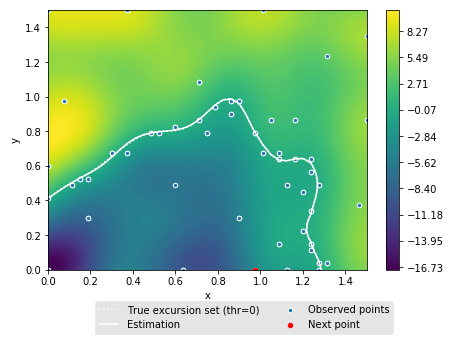 1.4
1.2
1.0
0.8
0.6
0.4
0.2
0.0
y
0.0 0.2 0.4 0.6 0.8 1.0 1.2 1.4
x
8.27
5.49
2.71
−0.07
−2.84
−5.62
−8.40
−11.18
−13.95
−16.73
True excursion set (thr=0)
Estimation
Observed points
Next point